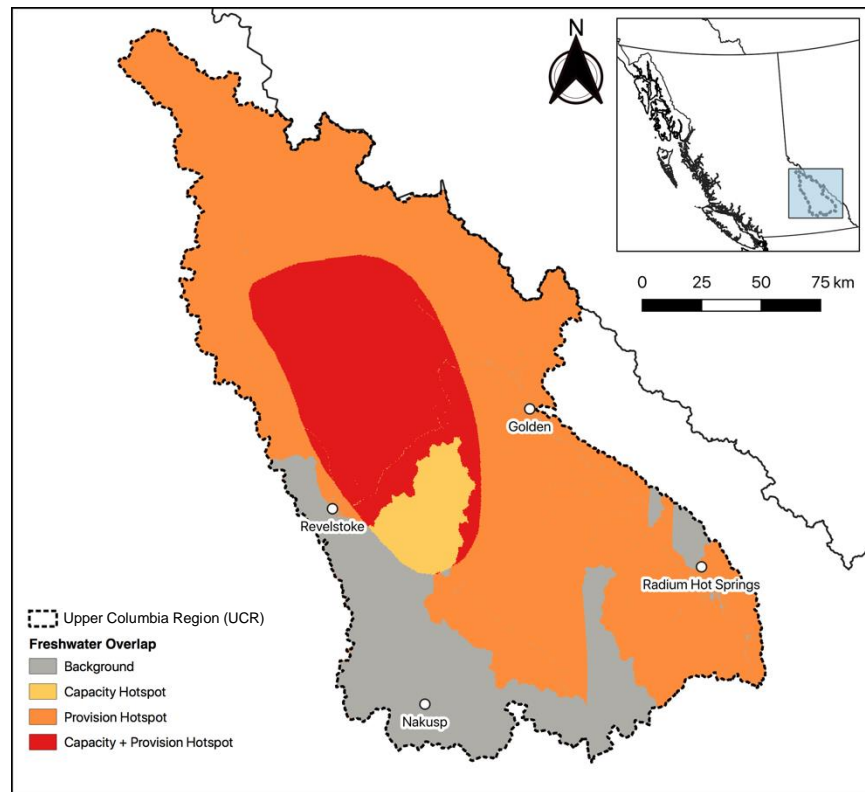 N
0 25 50 75 km
Golden
Revelstoke
Radium Hot Springs
Nakusp
Upper Columbia Region (UCR)
Freshwater Overlap
Background
Capacity Hotspot
Provision Hotspot
Capacity + Provision Hotspot